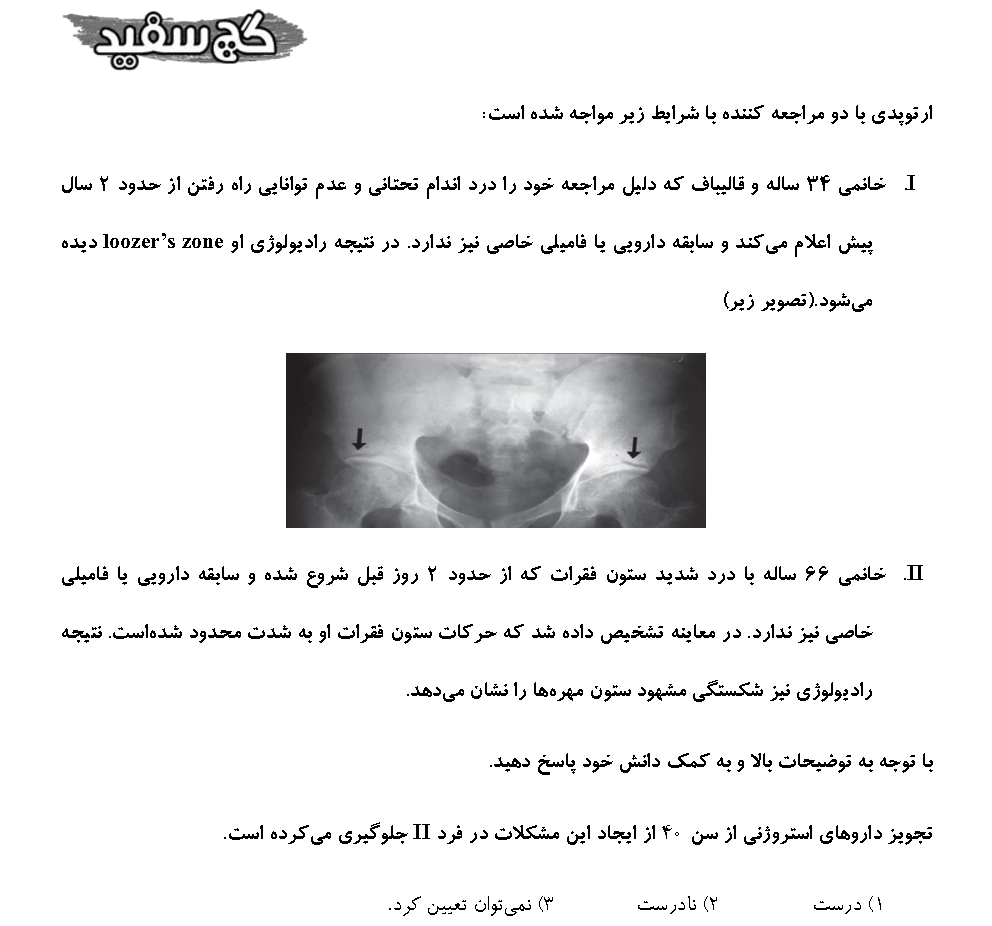 گچ سفید
ارتوپدی با دو مراجعه کننده با شرایط زیر مواجه شده است:
I. خانمی ۳۴ ساله و قالیباف که دلیل مراجعه خود را درد اندام تحتانی و عدم توانایی راه رفتن از حدود ۲ سال
پیش اعلام می‌کند و سابقه دارویی یا فامیلی خاصی نیز ندارد. در نتیجه رادیولوژی او loozer’s zone دیده
می‌شود.(تصویر زیر)
II. خانمی ۶۶ ساله با درد شدید ستون فقرات که از حدود ۲ روز قبل شروع شده و سابقه دارویی یا فامیلی
خاصی نیز ندارد. در معاینه تشخیص داده شد که حرکات ستون فقرات او به شدت محدود شده‌است. نتیجه
رادیولوژی نیز شکستگی مشهود ستون مهره‌ها را نشان می‌دهد.
با توجه به توضیحات بالا و به کمک دانش خود پاسخ دهید.
تجویز داروهای استروژنی از سن ۴۰ از ایجاد این مشکلات در فرد II جلوگیری می‌کرده است.
۱) درست ۲) نادرست ۳) نمی‌توان تعیین کرد.